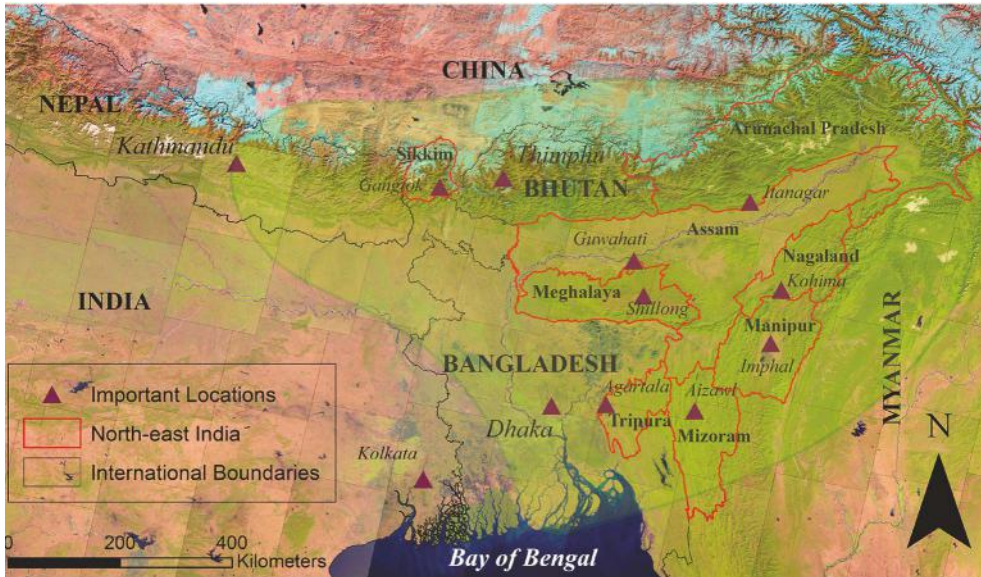 CHINA
NEPAL
Arunachal Pradesh
Kathmandu
Sikkim
Thimphu
Gangtok
BHUTAN
Itanagar
Assam
Guwahati
Nagaland
Kohima
INDIA
Meghalaya
Shillong
Manipur
MYANMAR
Imphal
BANGLADESH
Agartala
Aizawl
Tripura
Dhaka
Mizoram
Kolkata
Important Locations
North-east India
International Boundaries
N
0 200 400
Kilometers
Bay of Bengal